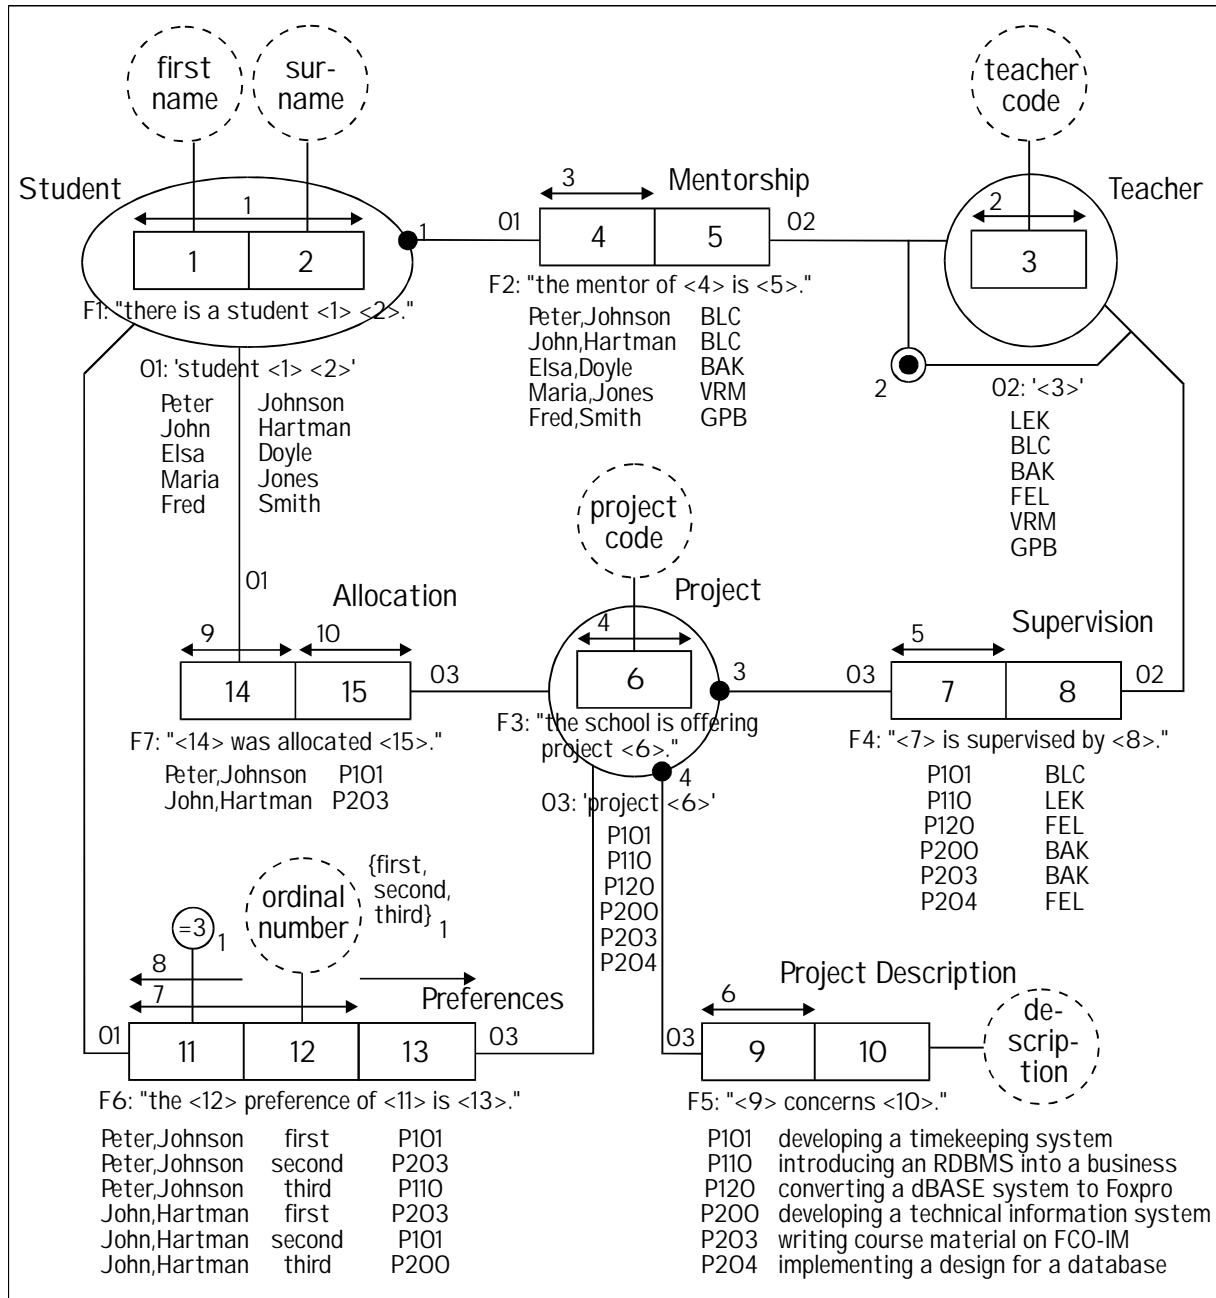 first
name
sur-
name
teacher
code
Student
1
1 2
1
F1: "there is a student <1> <2>."
O1: 'student <1> <2>'
Peter Johnson
John Hartman
Elsa Doyle
Maria Jones
Fred Smith
Mentorship
3
O1 4 5 O2
F2: "the mentor of <4> is <5>."
Peter,Johnson BLC
John,Hartman BLC
Elsa,Doyle BAK
Maria,Jones VRM
Fred,Smith GPB
Teacher
2
3
2
O2: '<3>'
LEK
BLC
BAK
FEL
VRM
GPB
project
code
O1
Allocation
9 10
14 15 O3
F7: "<14> was allocated <15>."
Peter,Johnson P101
John,Hartman P203
Project
4
6
3
F3: "the school is offering
project <6>."
4
O3: 'project <6>'
P101
P110
P120
P200
P203
P204
Supervision
5
O3 7 8 O2
F4: "<7> is supervised by <8>."
P101 BLC
P110 LEK
P120 FEL
P200 BAK
P203 BAK
P204 FEL
ordinal
number
{first,
second,
third} 1
=3 1
8
7
Preferences
O1 11 12 13 O3
F6: "the <12> preference of <11> is <13>."
Peter,Johnson first P101
Peter,Johnson second P203
Peter,Johnson third P110
John,Hartman first P203
John,Hartman second P101
John,Hartman third P200
Project Description
6
O3 9 10
de-
scrip-
tion
F5: "<9> concerns <10>."
P101 developing a timekeeping system
P110 introducing an RDBMS into a business
P120 converting a dBASE system to Foxpro
P200 developing a technical information system
P203 writing course material on FCO-IM
P204 implementing a design for a database